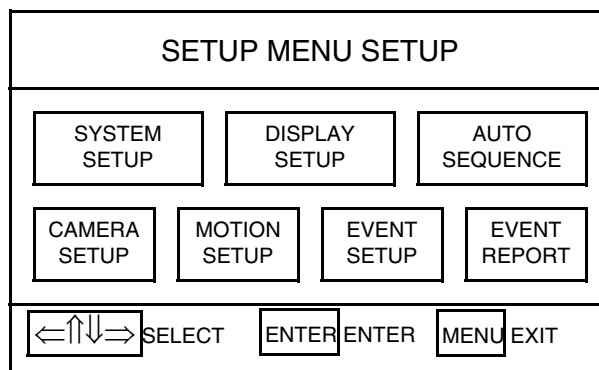 SETUP MENU SETUP
SYSTEM SETUP
DISPLAY SETUP
AUTO SEQUENCE
CAMERA SETUP
MOTION SETUP
EVENT SETUP
EVENT REPORT
⇐⇑⇓⇒ SELECT ENTER ENTER MENU EXIT